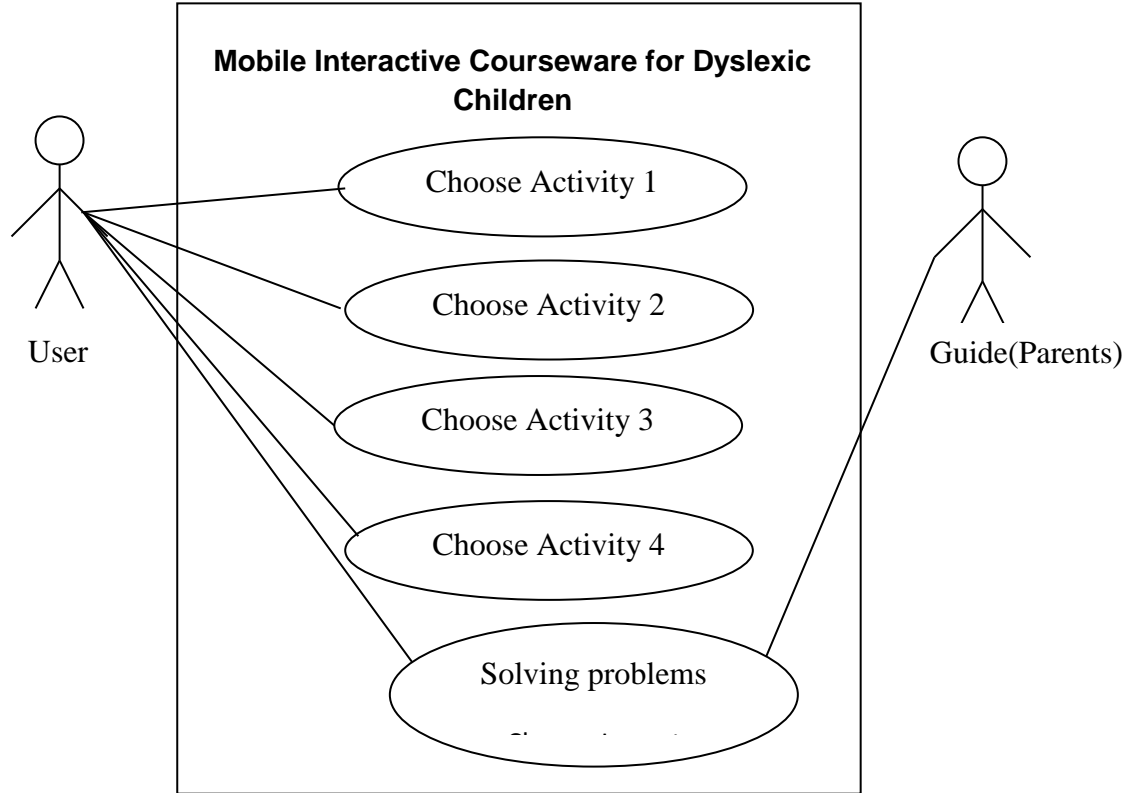 Mobile Interactive Courseware for Dyslexic
Children
Choose Activity 1
Choose Activity 2
User
Guide(Parents)
Choose Activity 3
Choose Activity 4
Solving problems